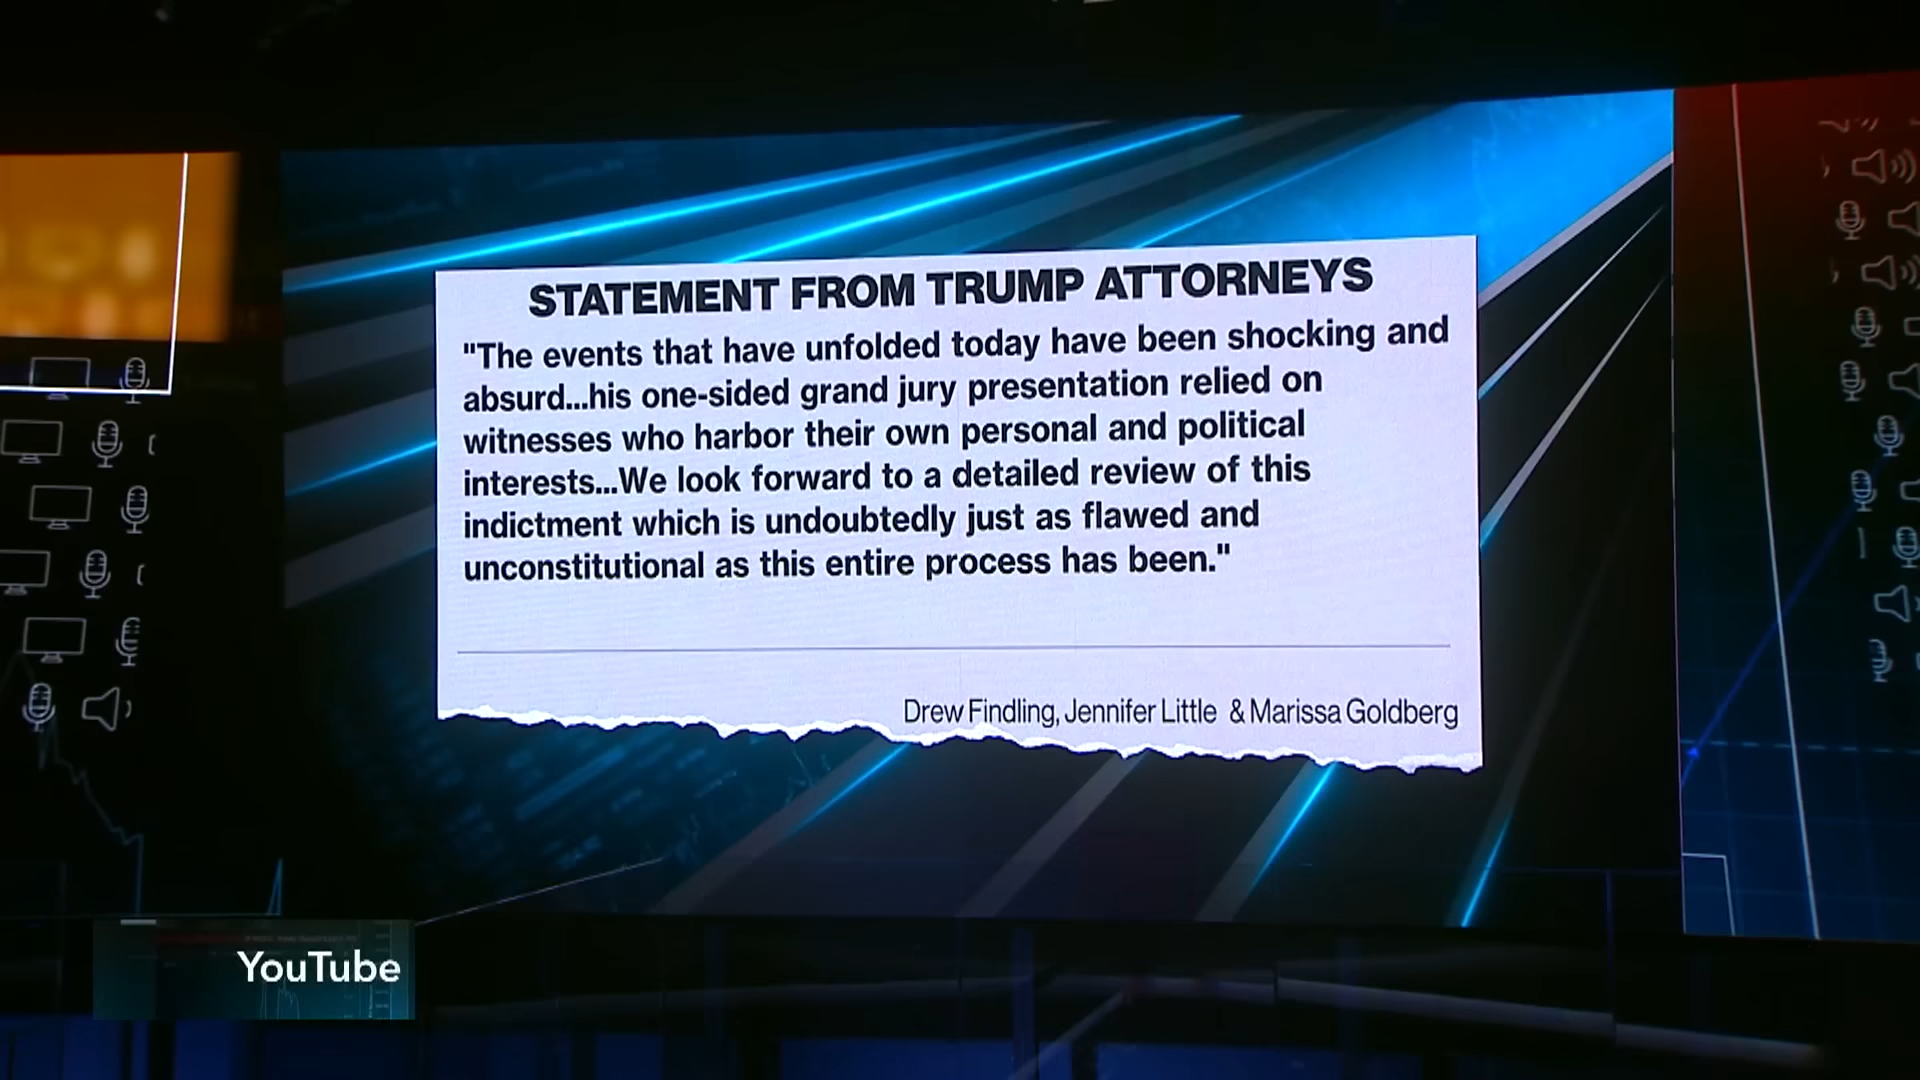 STATEMENT FROM TRUMP ATTORNEYS
"The events that have unfolded today have been shocking and
absurd...his one-sided grand jury presentation relied on
witnesses who harbor their own personal and political
interests...We look forward to a detailed review of this
indictment which is undoubtedly just as flawed and
unconstitutional as this entire process has been."
Drew Findling, Jennifer Little & Marissa Goldberg
YouTube